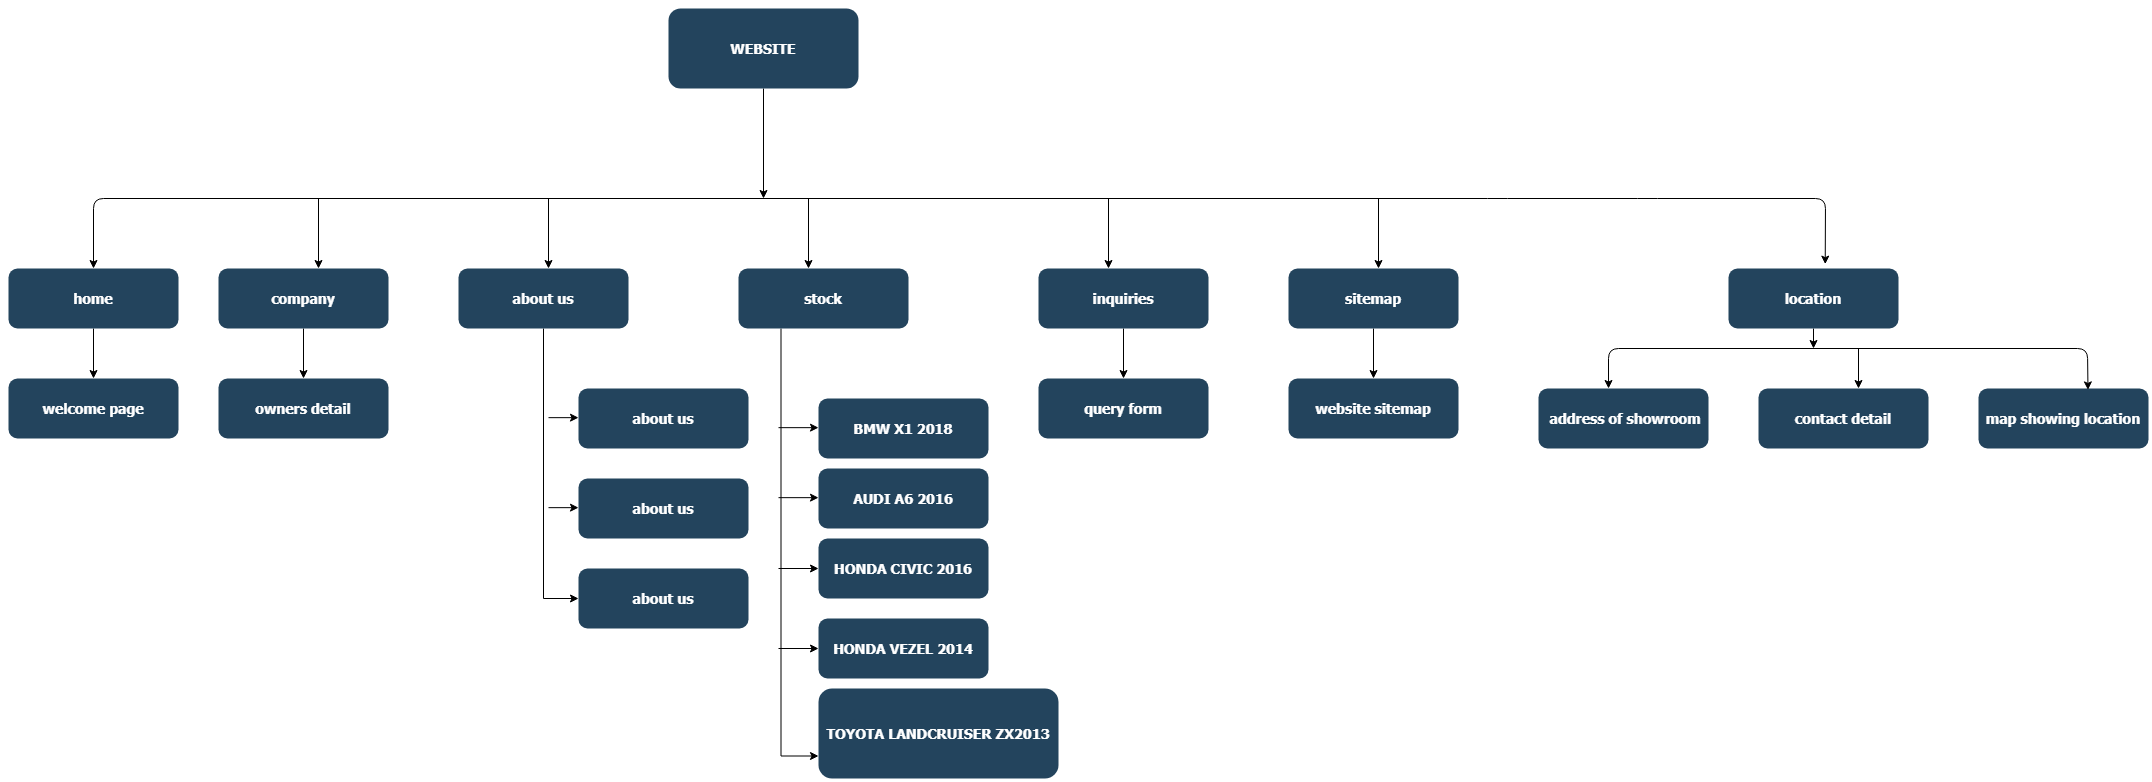 WEBSITE
home
company
about us
stock
inquiries
sitemap
location
welcome page
owners detail
about us
about us
about us
BMW X1 2018
AUDI A6 2016
HONDA CIVIC 2016
HONDA VEZEL 2014
TOYOTA LANDCRUISER ZX2013
query form
website sitemap
address of showroom
contact detail
map showing location